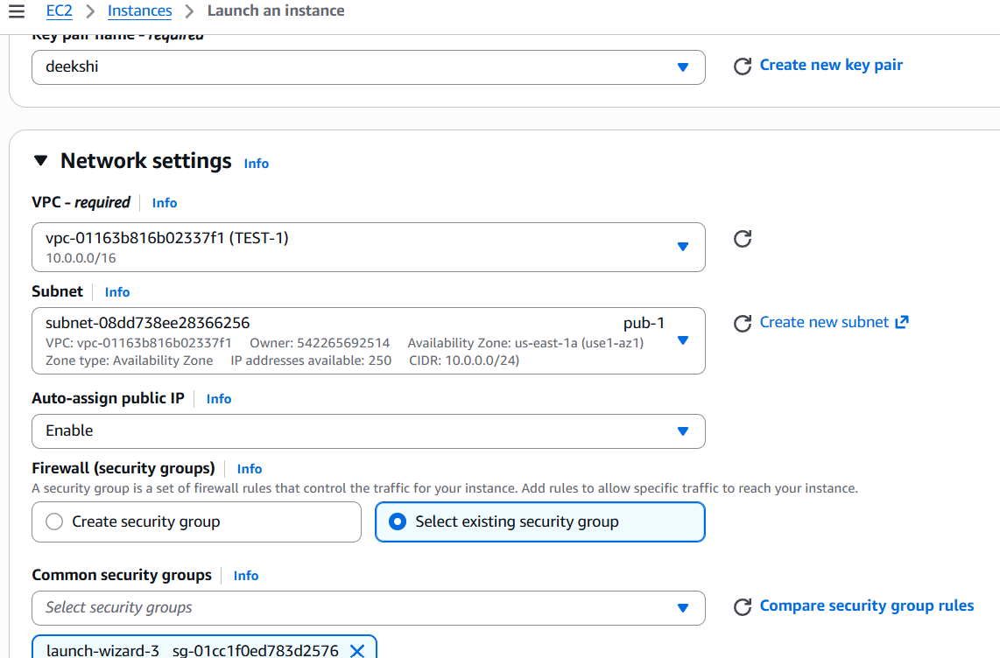 EC2 > Instances > Launch an instance
Key pair name - required
deekshi
Create new key pair
Network settings Info
VPC - required Info
vpc-01163b816b02337f1 (TEST-1)
10.0.0.0/16
Subnet Info
subnet-08dd738ee28366256 pub-1
VPC: vpc-01163b816b02337f1 Owner: 542265692514 Availability Zone: us-east-1a (use1-az1)
Zone type: Availability Zone IP addresses available: 250 CIDR: 10.0.0.0/24)
Create new subnet
Auto-assign public IP Info
Enable
Firewall (security groups) Info
A security group is a set of firewall rules that control the traffic for your instance. Add rules to allow specific traffic to reach your instance.
Create security group
Select existing security group
Common security groups Info
Select security groups
Compare security group rules
launch-wizard-3 sg-01cc1f0ed783d2576